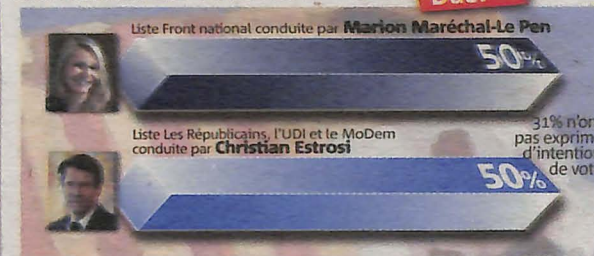 Liste Front national conduite par Marion Maréchal-Le Pen
50%
Liste Les Républicains, l'UDI et le MoDem
conduite par Christian Estrosi
50%
31% n'or
pas exprim
d'intentio
de vot